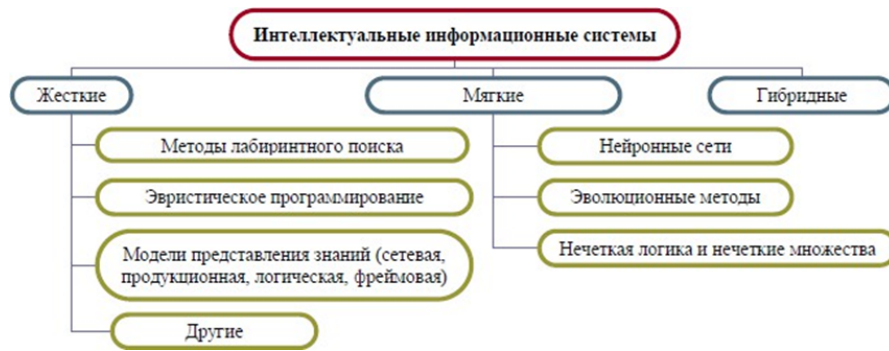 Интеллектуальные информационные системы
Жесткие
Мягкие
Гибридные
Методы лабиринтного поиска
Эвристическое программирование
Модели представления знаний (сетевая,
продукционная, логическая, фреймовая)
Другие
Нейронные сети
Эволюционные методы
Нечеткая логика и нечеткие множества